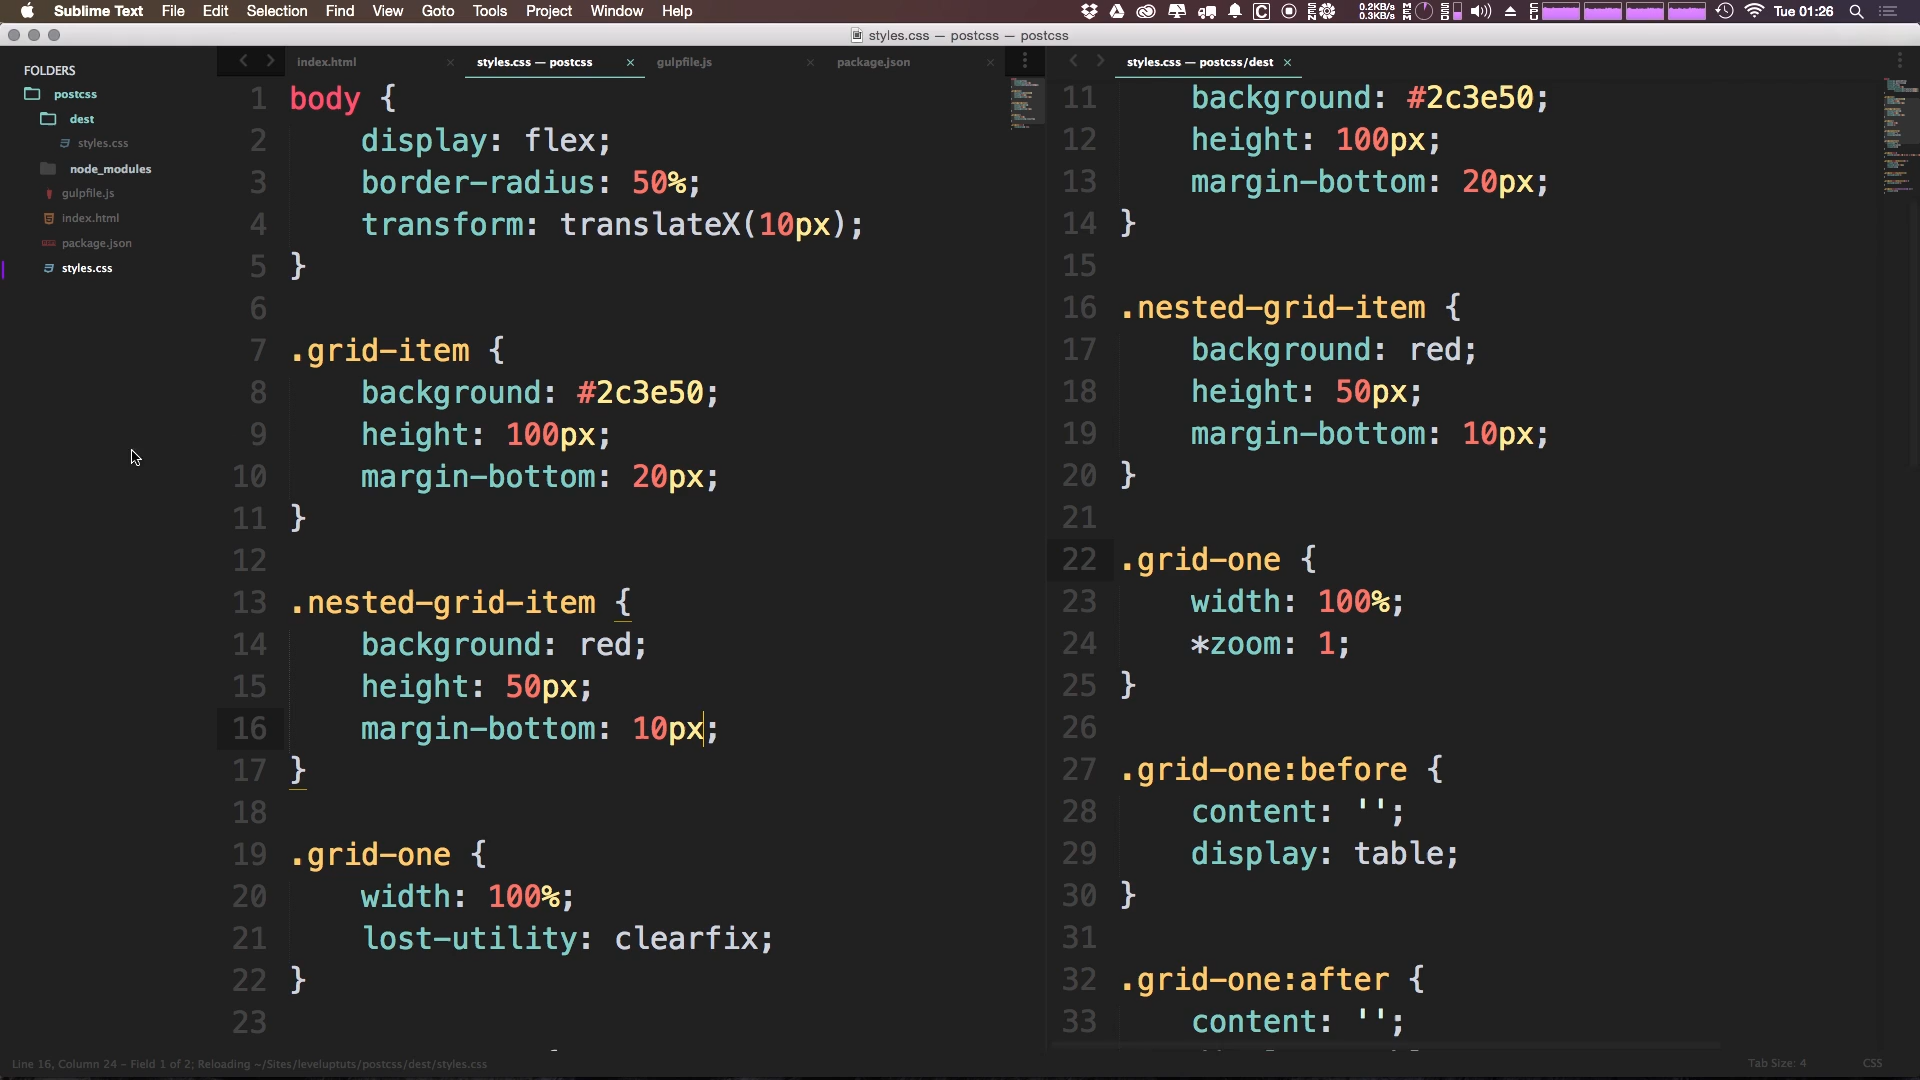 Sublime Text File Edit Selection Find View Goto Tools Project Window Help
0.2KB/s
0.3KB/s
Tue 01:26
styles.css — postcss — postcss
FOLDERS
postcss
dest
styles.css
node_modules
gulpfile.js
index.html
package.json
styles.css
index.html styles.css — postcss gulpfile.js package.json
1 body {
2 display: flex;
3 border-radius: 50%;
4 transform: translateX(10px);
5 }
6
7 .grid-item {
8 background: #2c3e50;
9 height: 100px;
10 margin-bottom: 20px;
11 }
12
13 .nested-grid-item {
14 background: red;
15 height: 50px;
16 margin-bottom: 10px;
17 }
18
19 .grid-one {
20 width: 100%;
21 lost-utility: clearfix;
22 }
23
styles.css — postcss/dest
11 background: #2c3e50;
12 height: 100px;
13 margin-bottom: 20px;
14 }
15
16 .nested-grid-item {
17 background: red;
18 height: 50px;
19 margin-bottom: 10px;
20 }
21
22 .grid-one {
23 width: 100%;
24 *zoom: 1;
25 }
26
27 .grid-one:before {
28 content: '';
29 display: table;
30 }
31
32 .grid-one:after {
33 content: '';
Line 16, Column 24 – Field 1 of 2; Reloading ~/Sites/leveluptuts/postcss/dest/styles.css
Tab Size: 4 CSS